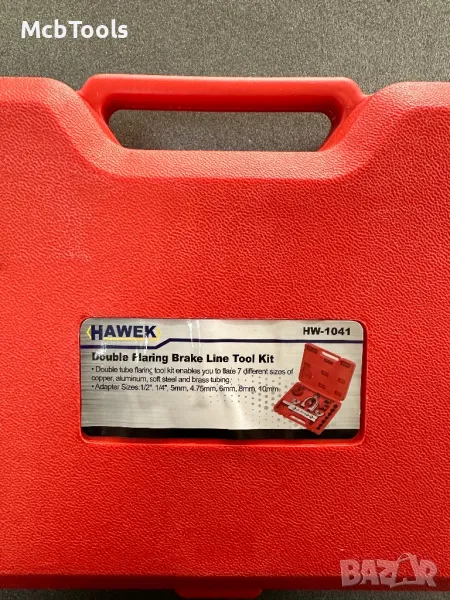 McbTools
HAWEK
HW-1041
Double Flaring Brake Line Tool Kit
• Double tube flaring tool kit enables you to flare 7 different sizes of
copper, aluminum, soft steel and brass tubing.
• Adapter Sizes:1/2", 1/4", 5mm, 4.75mm, 6mm, 8mm, 10mm.
BAZAR